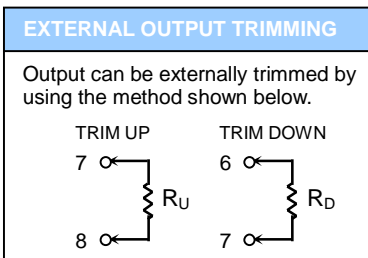 EXTERNAL OUTPUT TRIMMING
Output can be externally trimmed by
using the method shown below.
TRIM UP TRIM DOWN
7 6
RU RD
8 7